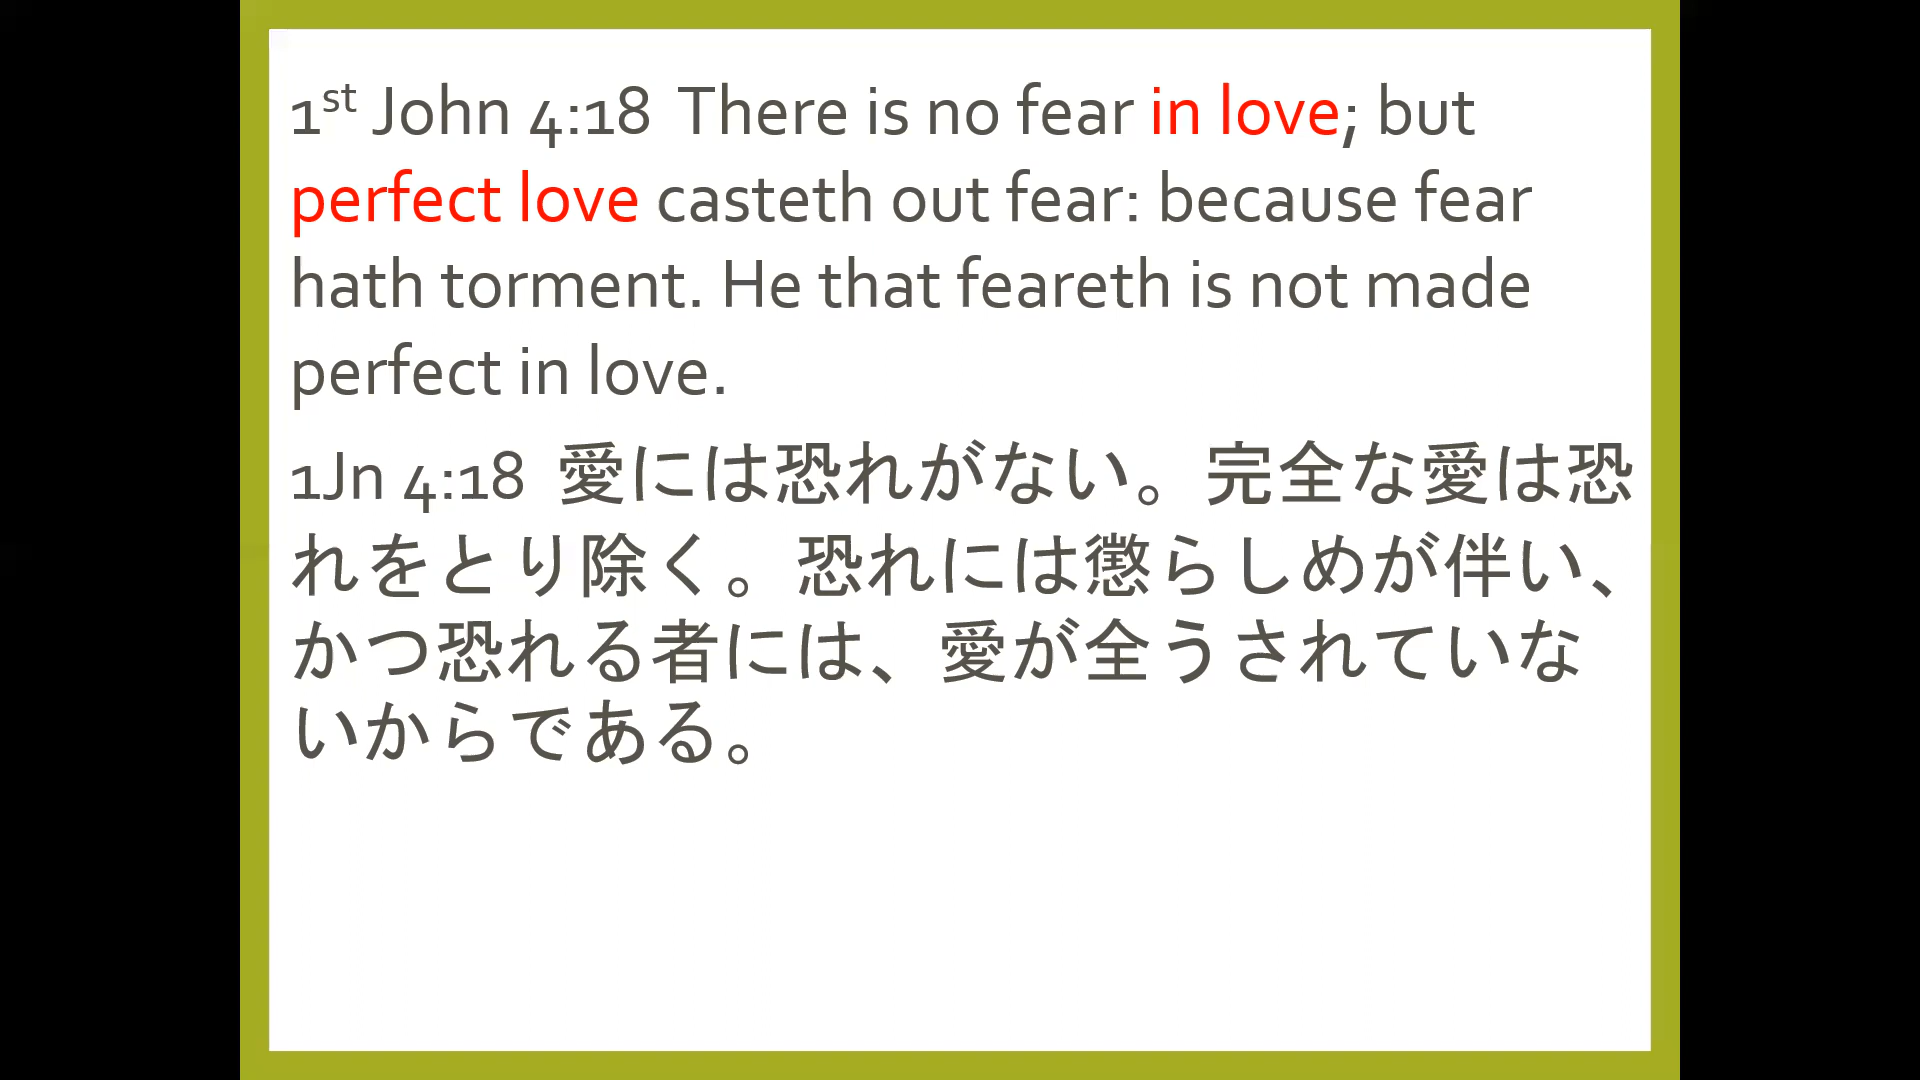 1st John 4:18 There is no fear in love; but
perfect love casteth out fear: because fear
hath torment. He that feareth is not made
perfect in love.
1Jn 4:18 愛には恐れがない。完全な愛は恐
れをとり除く。恐れには懲らしめが伴い、
かつ恐れる者には、愛が全うされていな
いからである。